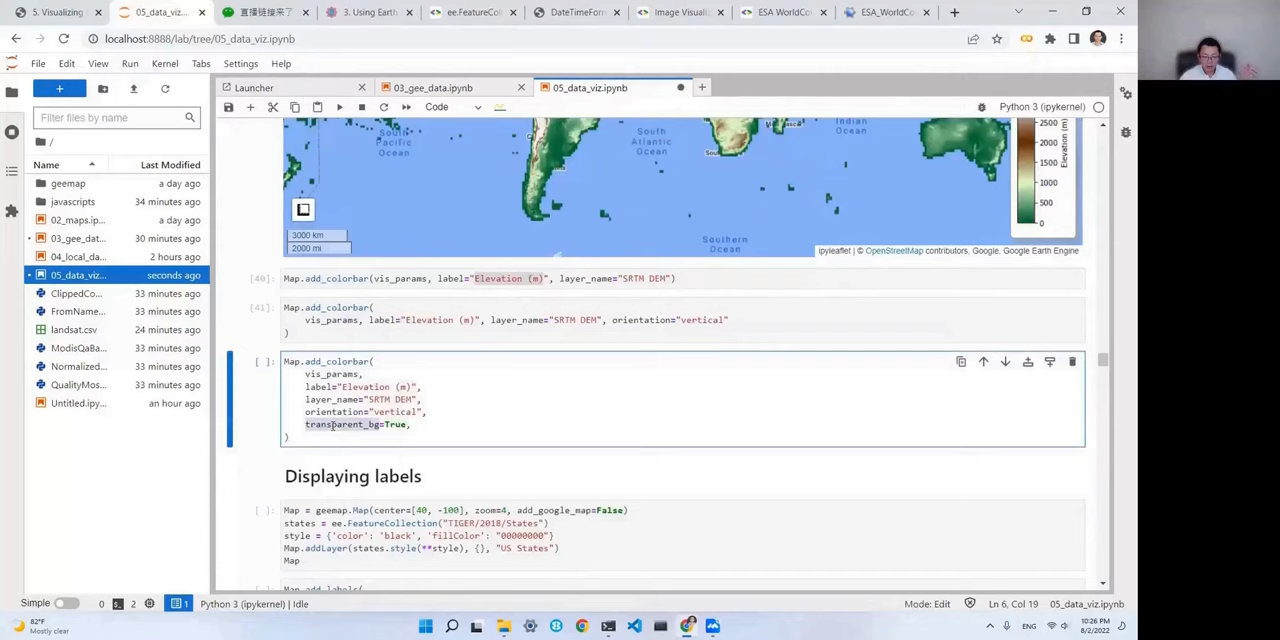 5. Visualizing
05_data_viz.ipynb
直播链接来了
3. Using Earth
ee.FeatureCol
DateTimeForm
Image Visualiz
ESA WorldCov
ESA_WorldCo
localhost:8888/lab/tree/05_data_viz.ipynb
File Edit View Run Kernel Tabs Settings Help
Launcher
03_gee_data.ipynb
05_data_viz.ipynb
Code
Python 3 (ipykernel)
Filter files by name
/
Name
Last Modified
geemap a day ago
javascripts 34 minutes ago
02_maps.ip... a day ago
03_gee_dat... 30 minutes ago
04_local_da... 2 hours ago
05_data_viz... seconds ago
ClippedCo... 33 minutes ago
FromName... 33 minutes ago
landsat.csv 24 minutes ago
ModisQaBa... 33 minutes ago
Normalized... 33 minutes ago
QualityMos... 33 minutes ago
Untitled.ipy... an hour ago
South
Pacific
Ocean
South
Atlantic
Ocean
Indian
Ocean
Southern
Ocean
2500
2000
1500
1000
500
0
Elevation (m)
3000 km
2000 mi
ipyleaflet | © OpenStreetMap contributors, Google, Google Earth Engine
[40]: Map.add_colorbar(vis_params, label="Elevation (m)", layer_name="SRTM DEM")
[41]: Map.add_colorbar(
vis_params, label="Elevation (m)", layer_name="SRTM DEM", orientation="vertical"
)
[ ]: Map.add_colorbar(
vis_params,
label="Elevation (m)",
layer_name="SRTM DEM",
orientation="vertical",
transparent_bg=True,
)
Displaying labels
[ ]: Map = geemap.Map(center=[40, -100], zoom=4, add_google_map=False)
states = ee.FeatureCollection("TIGER/2018/States")
style = {'color': 'black', 'fillColor': "00000000"}
Map.addLayer(states.style(**style), {}, "US States")
Map
[ ]: Map.add_labels(
Simple 0 2 1 Python 3 (ipykernel) | Idle
Mode: Edit
Ln 6, Col 19
05_data_viz.ipynb
82°F
Mostly clear
ENG
10:26 PM
8/2/2022